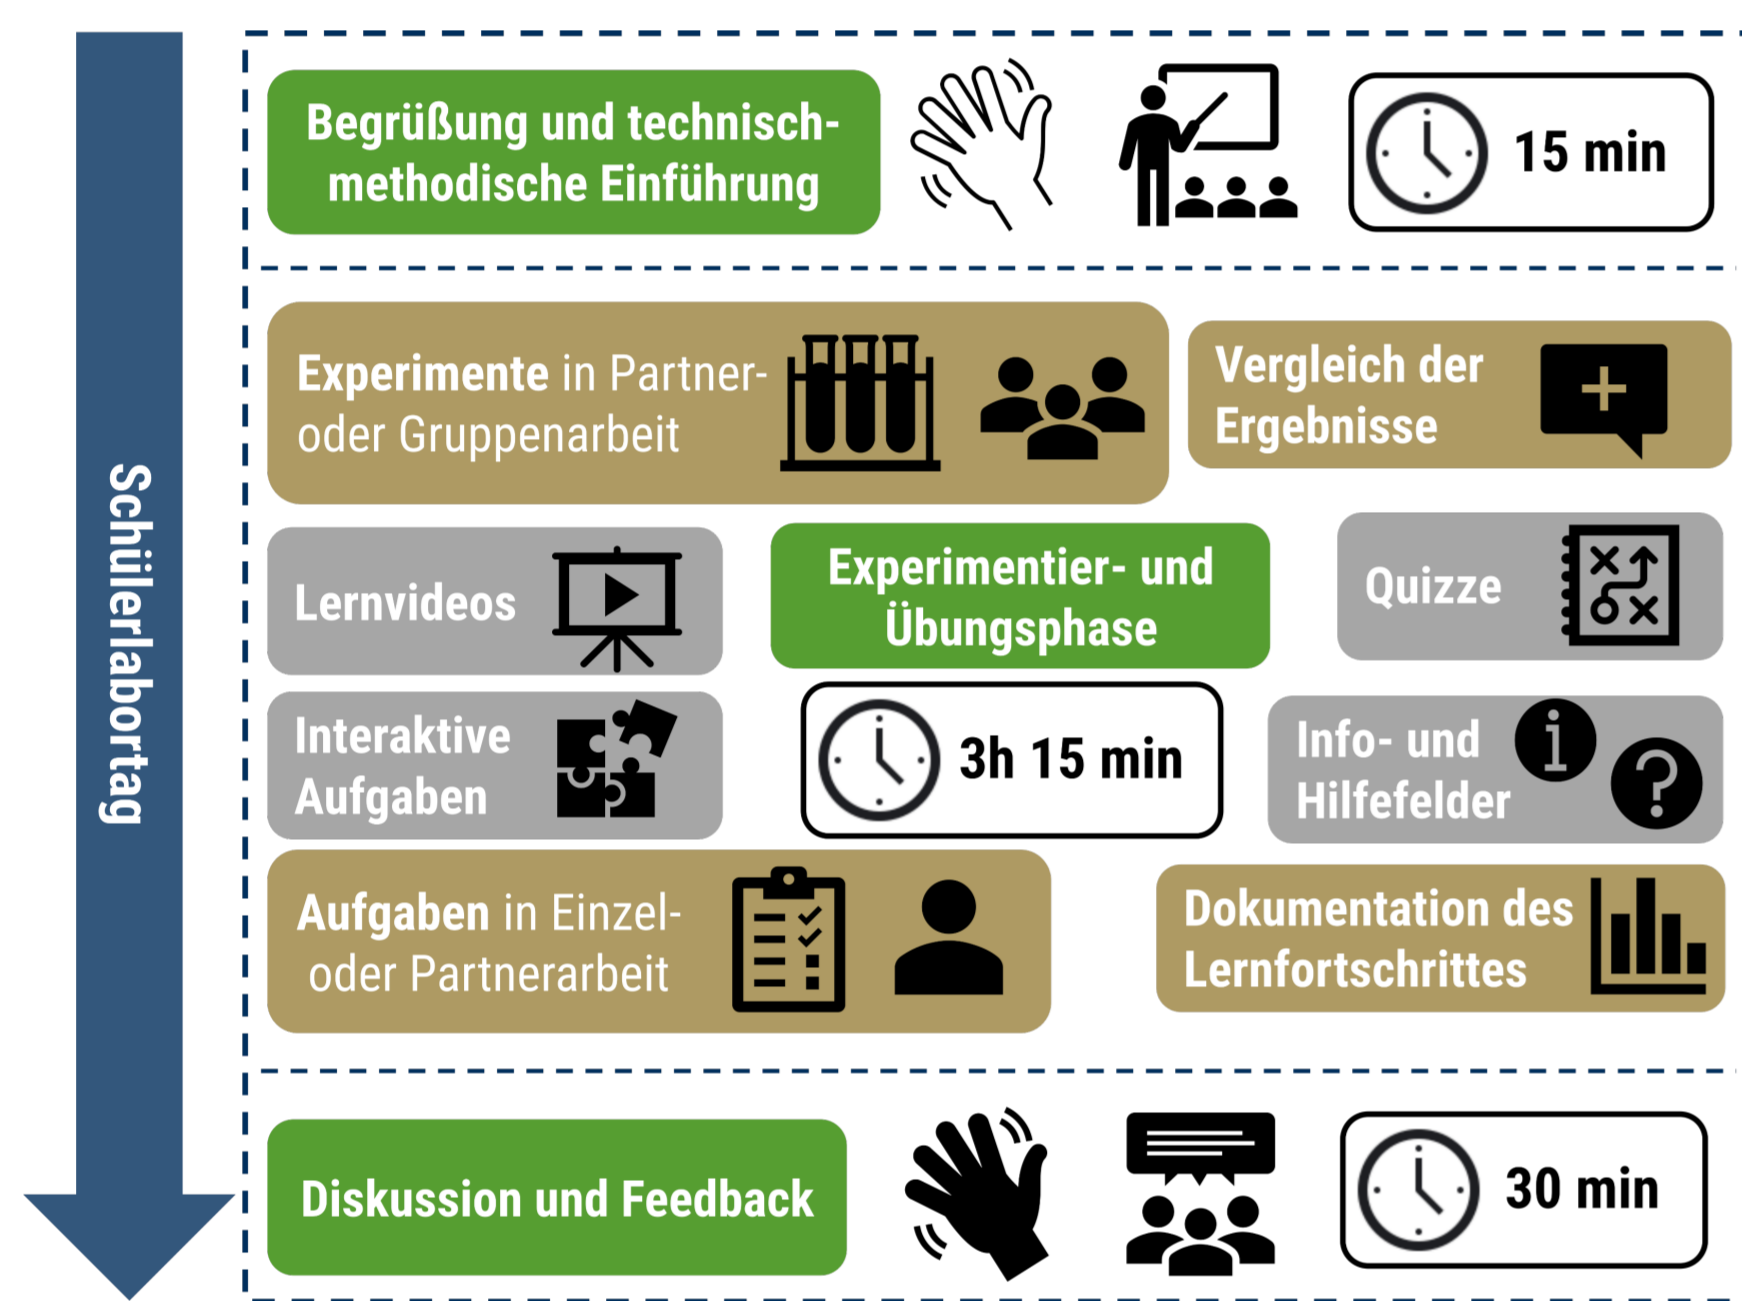 Schülerlabortag
Begrüßung und technisch-
methodische Einführung
15 min
Experimente in Partner-
oder Gruppenarbeit
Vergleich der
Ergebnisse
Lernvideos
Experimentier- und
Übungsphase
Quizze
Interaktive
Aufgaben
3h 15 min
Info- und
Hilfefelder
Aufgaben in Einzel-
oder Partnerarbeit
Dokumentation des
Lernfortschrittes
Diskussion und Feedback
30 min